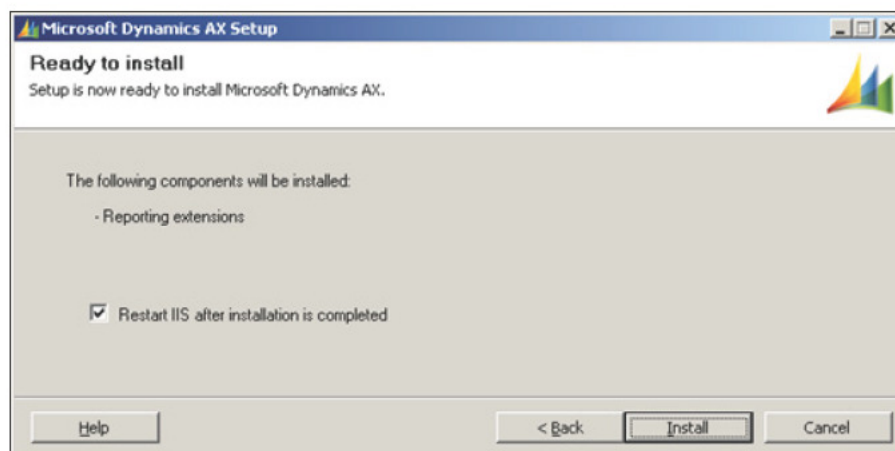 Microsoft Dynamics AX Setup
Ready to install
Setup is now ready to install Microsoft Dynamics AX.
The following components will be installed:
- Reporting extensions
Restart IIS after installation is completed
Help < Back Install Cancel